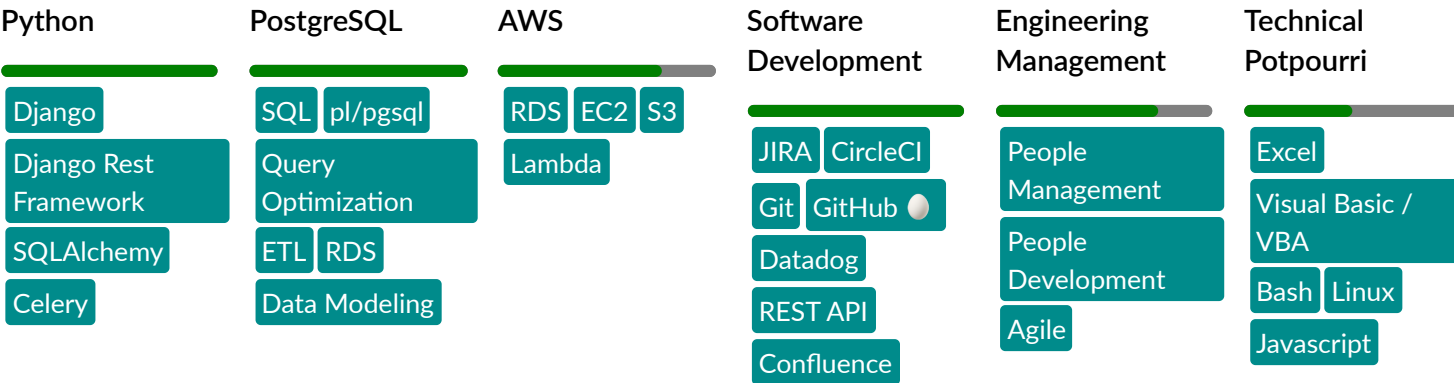 Python
Django
Django Rest
Framework
SQLAlchemy
Celery
PostgreSQL
SQL pl/pgsql
Query
Optimization
ETL RDS
Data Modeling
AWS
RDS EC2 S3
Lambda
Software
Development
JIRA CircleCI
Git GitHub 🥚
Datadog
REST API
Confluence
Engineering
Management
People
Management
People
Development
Agile
Technical
Potpourri
Excel
Visual Basic /
VBA
Bash Linux
Javascript